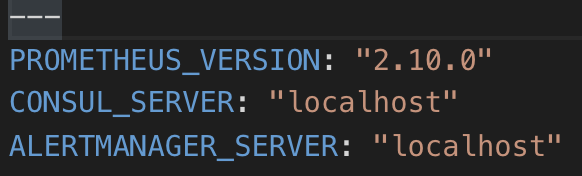 ---
PROMETHEUS_VERSION: "2.10.0"
CONSUL_SERVER: "localhost"
ALERTMANAGER_SERVER: "localhost"